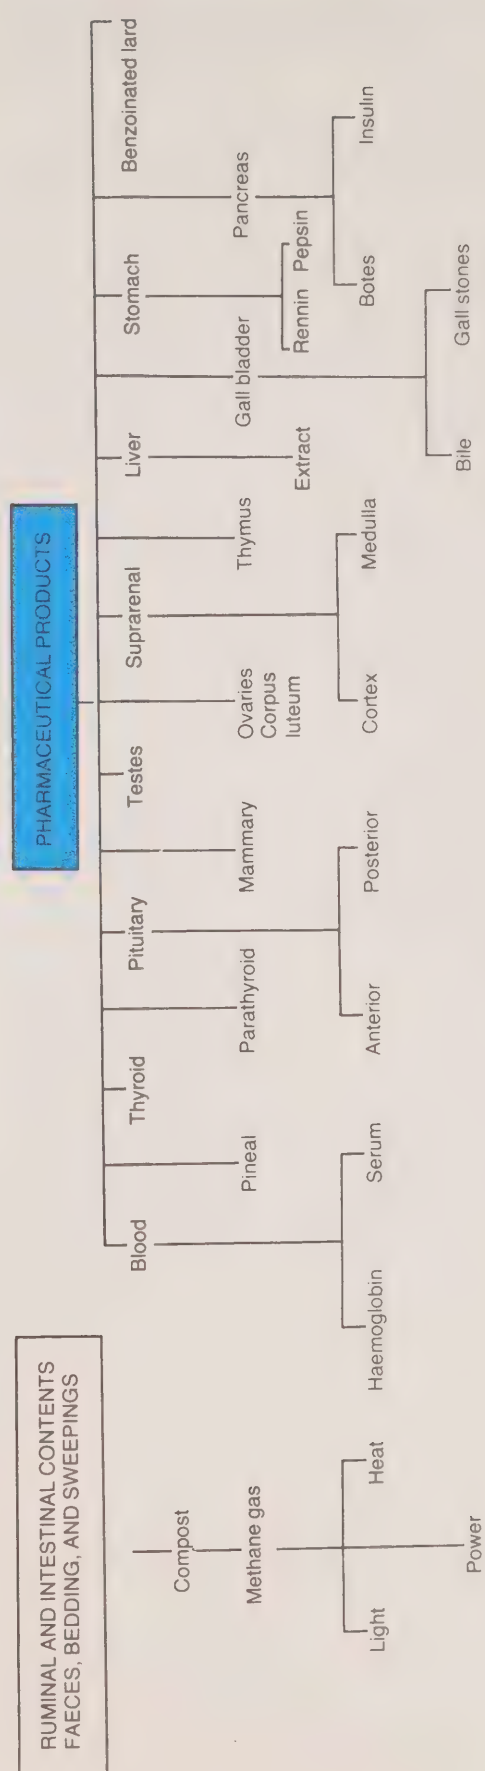 RUMINAL AND INTESTINAL CONTENTS
FAECES, BEDDING, AND SWEEPINGS
Compost
Methane gas
Light
Heat
Power
PHARMACEUTICAL PRODUCTS
Blood
Thyroid
Pituitary
Testes
Suprarenal
Liver
Stomach
Benzoinated lard
Pineal
Parathyroid
Mammary
Ovaries
Corpus
luteum
Thymus
Gall bladder
Pancreas
Extract
Rennin
Pepsin
Haemoglobin
Serum
Anterior
Posterior
Cortex
Medulla
Botes
Insulin
Bile
Gall stones